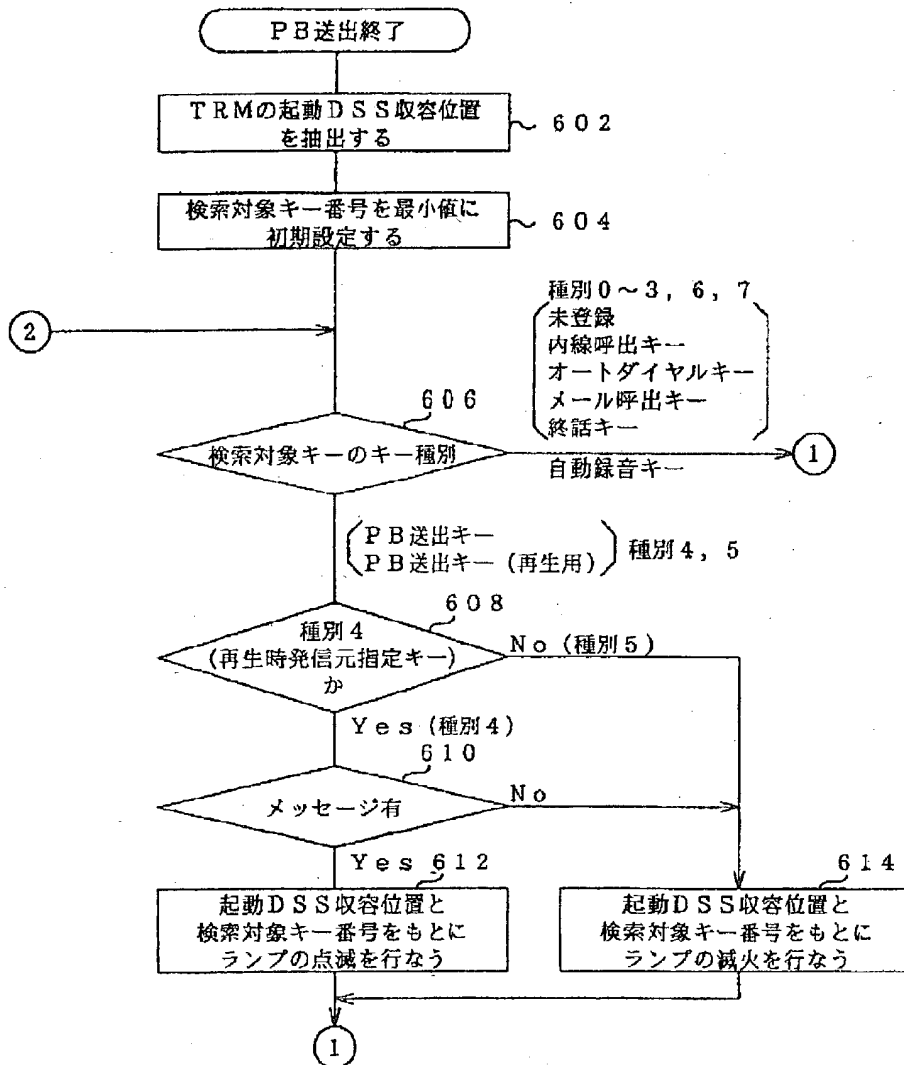 PB送出終了
TRMの起動DSS収容位置
を抽出する
602
検索対象キー番号を最小値に
初期設定する
604
種別0～3，6，7
未登録
内線呼出キー
オートダイヤルキー
メール呼出キー
終話キー
自動録音キー
2
606
検索対象キーのキー種別
1
PB送出キー
PB送出キー（再生用）
種別4，5
608
種別4
（再生時発信元指定キー）
か
No（種別5）
Yes（種別4）
610
メッセージ有
No
Yes
612
起動DSS収容位置と
検索対象キー番号をもとに
ランプの点滅を行なう
614
起動DSS収容位置と
検索対象キー番号をもとに
ランプの滅火を行なう
1